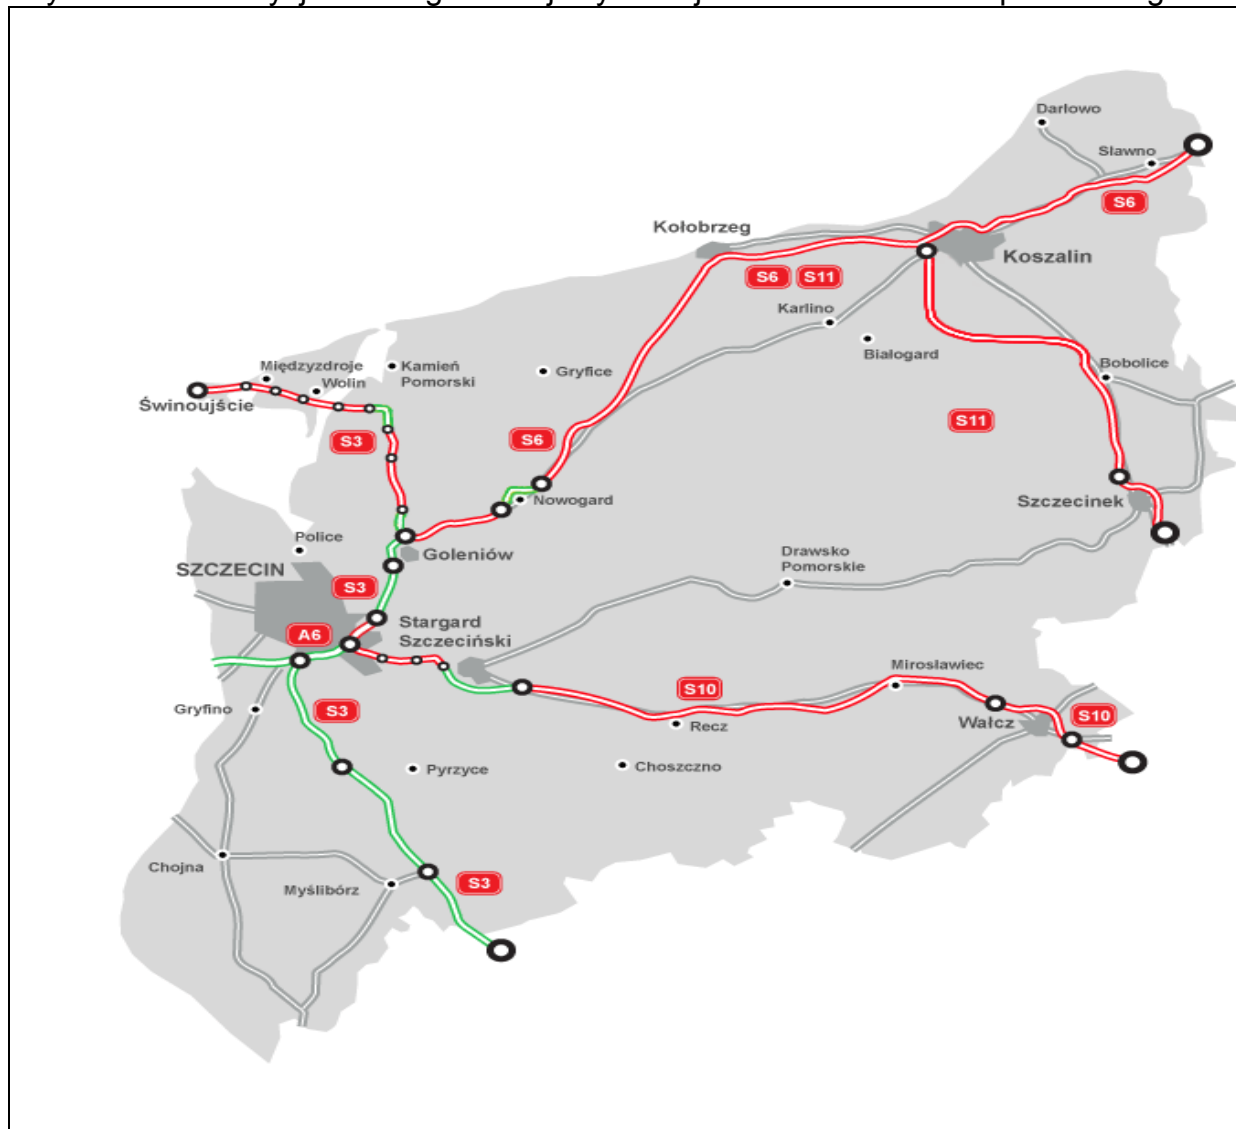 Darłowo
Sławno
S6
Kołobrzeg
Koszalin
S6 S11
Karlino
Białogard
Międzyzdroje
Wolin
Kamień
Pomorski
Gryfice
Bobolice
Świnoujście
S3
S6
S11
Nowogard
Szczecinek
Police
Goleniów
SZCZECIN
Drawsko
Pomorskie
S3
Stargard
Szczeciński
A6
Mirosławiec
S10
Gryfino
S3
Recz
Wałcz
S10
Pyrzyce
Choszczno
Chojna
Myślibórz
S3